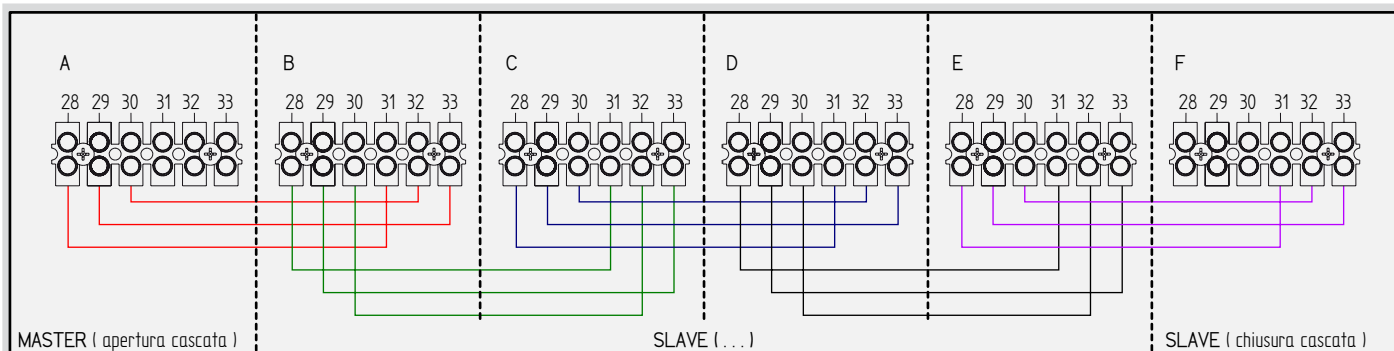 A B C D E F
28 29 30 31 32 33 28 29 30 31 32 33 28 29 30 31 32 33 28 29 30 31 32 33 28 29 30 31 32 33 28 29 30 31 32 33
MASTER ( apertura cascata ) SLAVE ( . . . ) SLAVE ( chiusura cascata )